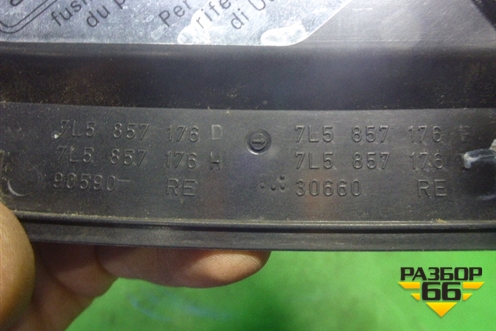 fusi
du p
Per
rife
di U
7L5 857 176 D 7L5 857 176 F
7L5 857 176 H 7L5 857 176
90590 RE 30660 RE
РАЗБОР
66